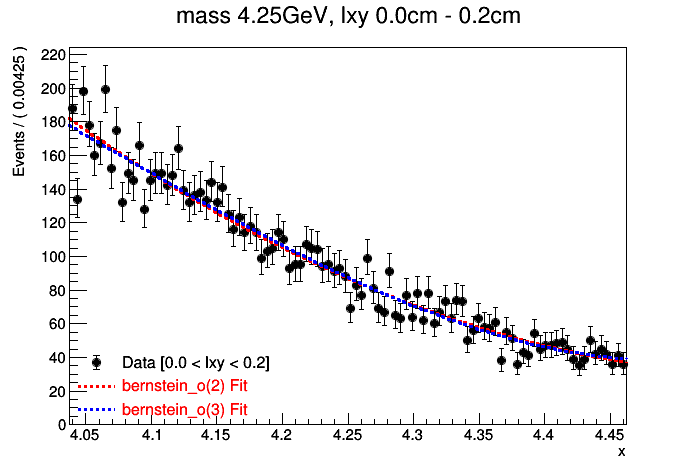 mass 4.25GeV, lxy 0.0cm - 0.2cm
Events / ( 0.00425 )
220
200
180
160
140
120
100
80
60
40
20
0
Data [0.0 < lxy < 0.2]
bernstein_o(2) Fit
bernstein_o(3) Fit
4.05 4.1 4.15 4.2 4.25 4.3 4.35 4.4 4.45
x